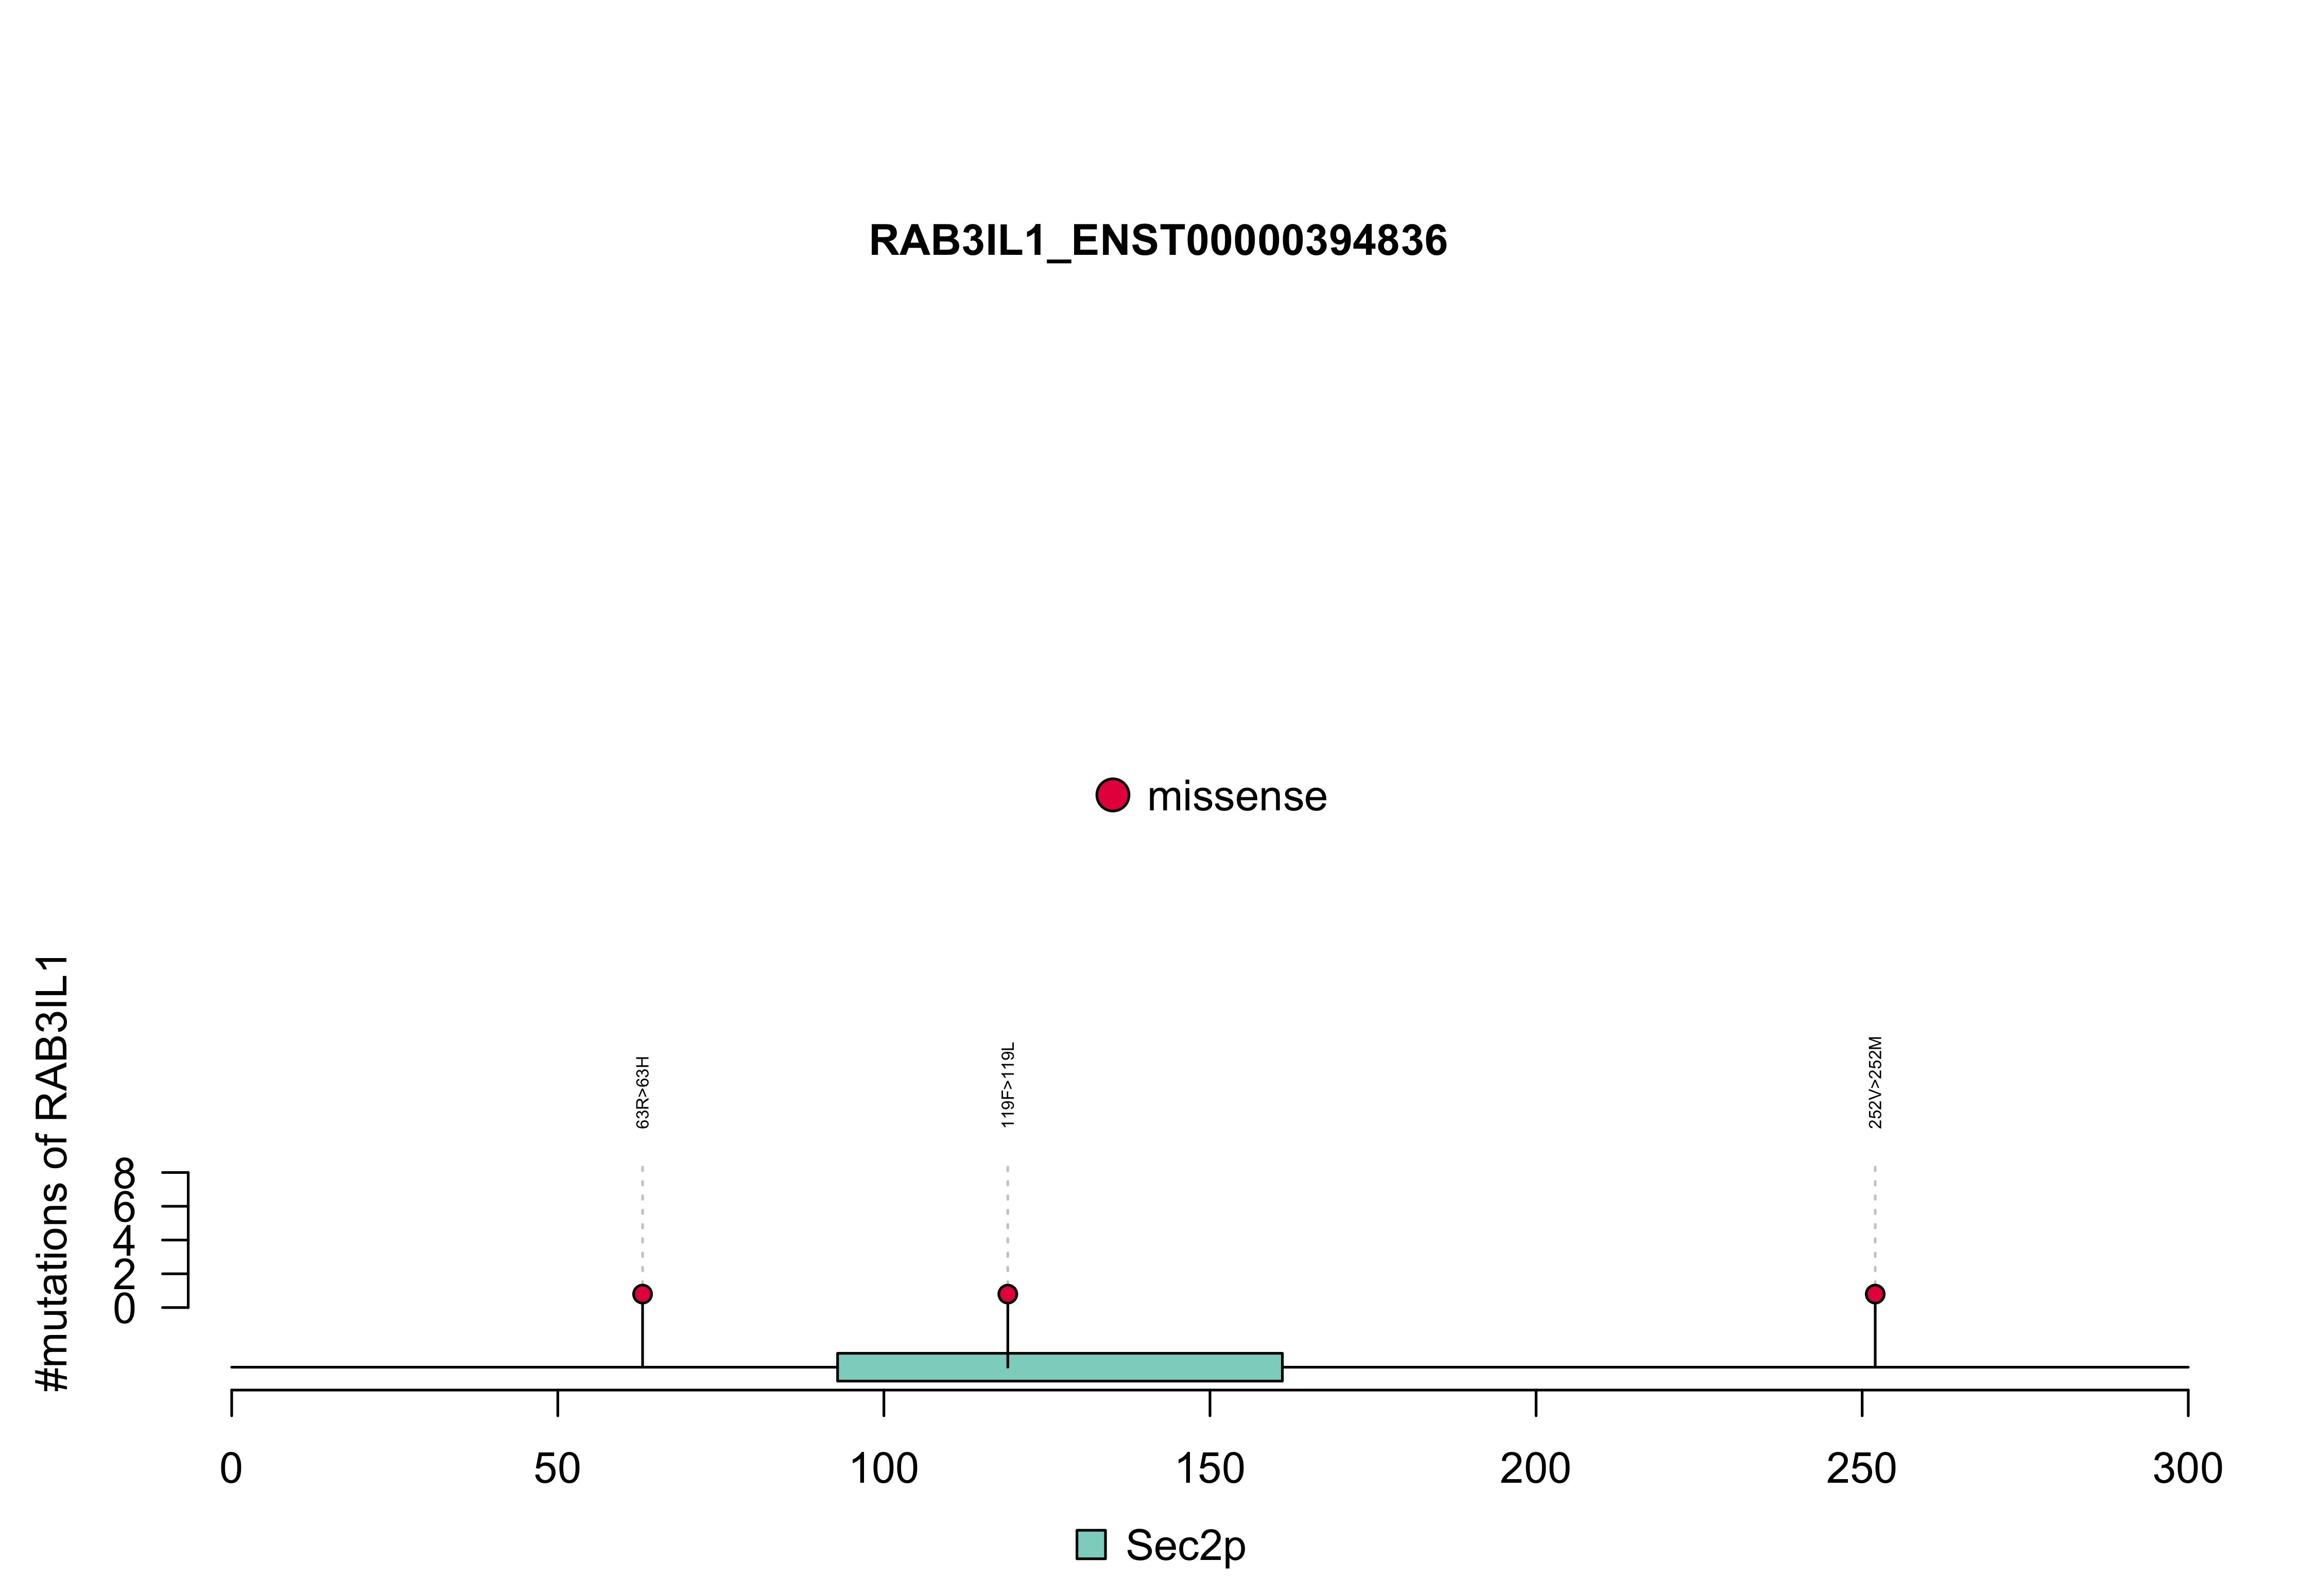 RAB3IL1_ENST00000394836
missense
#mutations of RAB3IL1
63R>63H
119F>119L
252V>252M
8
6
4
2
0
0 50 100 150 200 250 300
Sec2p